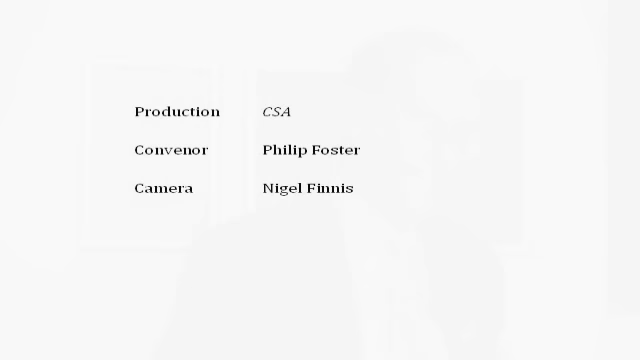 Production CSA
Convenor Philip Foster
Camera Nigel Finnis